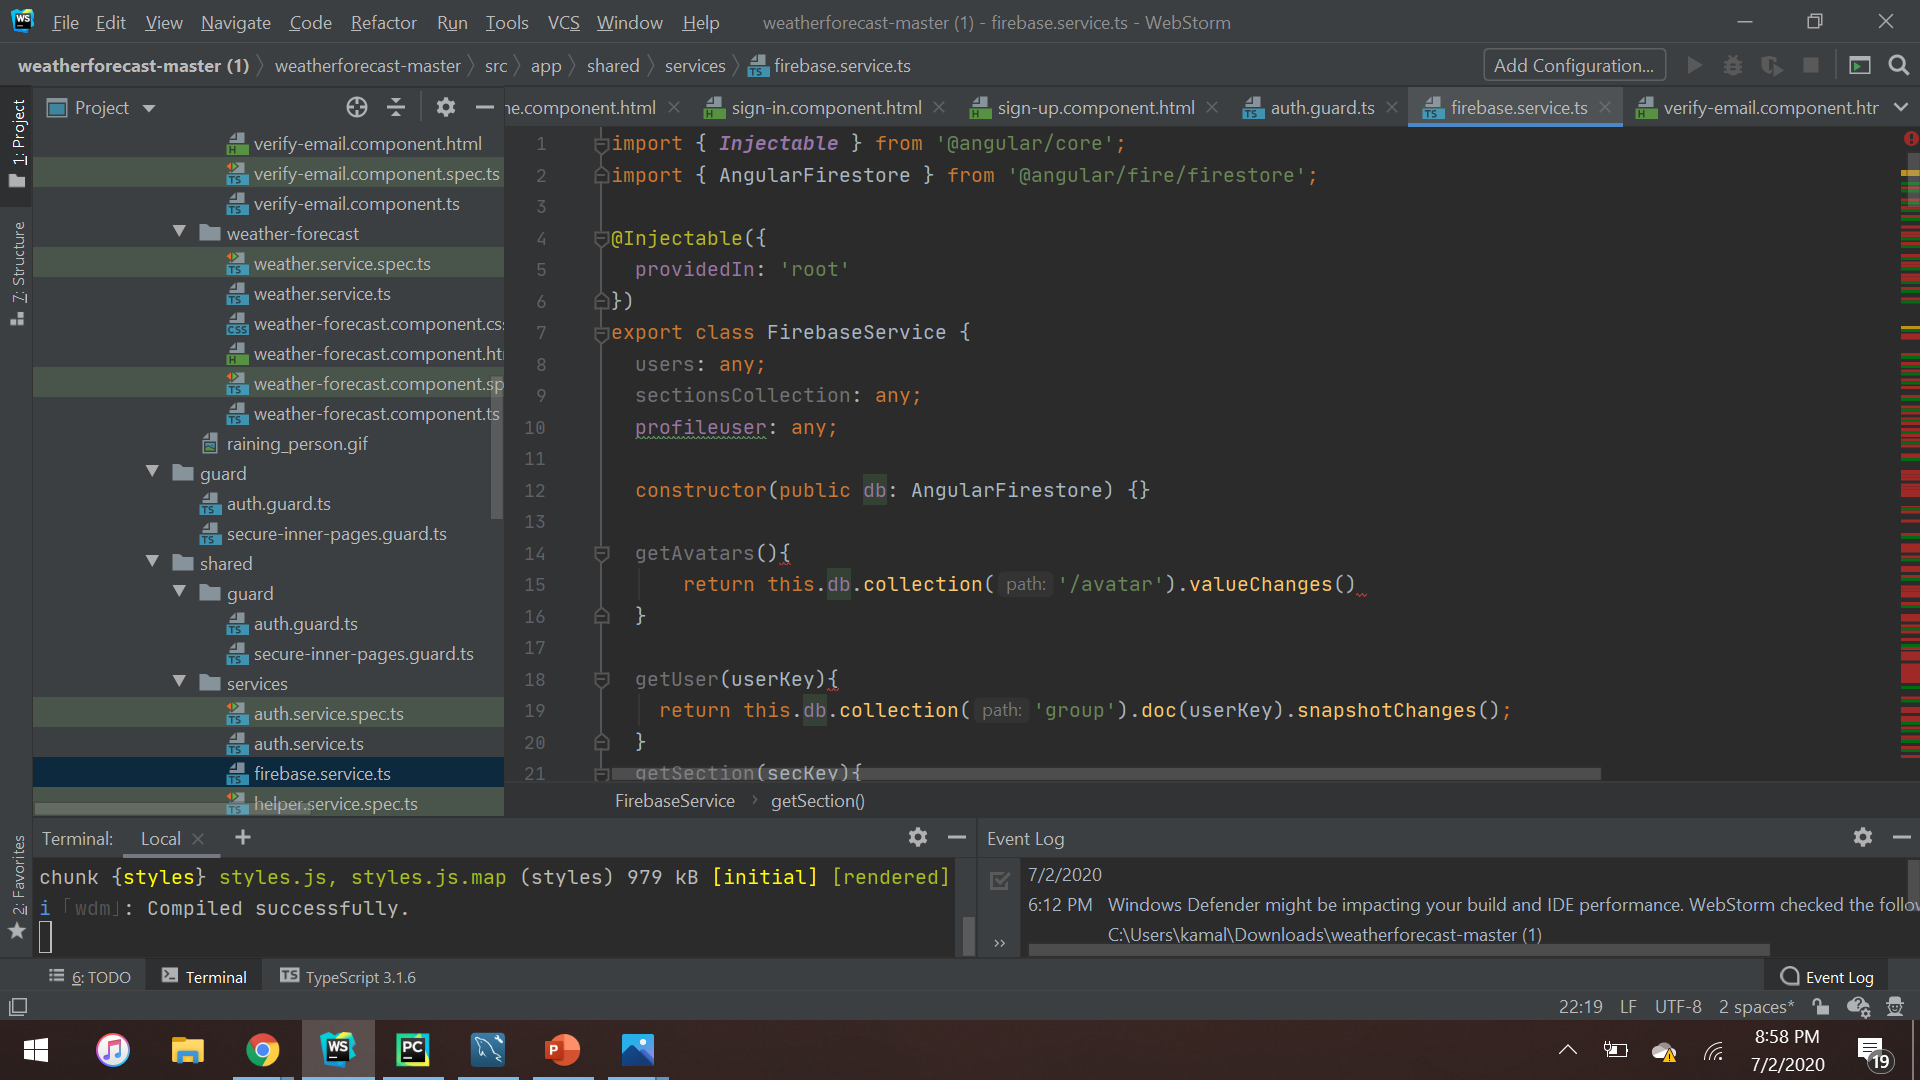 File Edit View Navigate Code Refactor Run Tools VCS Window Help weatherforecast-master (1) - firebase.service.ts - WebStorm
weatherforecast-master (1) weatherforecast-master src app shared services firebase.service.ts Add Configuration...
Project
ne.component.html sign-in.component.html sign-up.component.html auth.guard.ts firebase.service.ts verify-email.component.htr
1: Project
7: Structure
2: Favorites
verify-email.component.html
verify-email.component.spec.ts
verify-email.component.ts
weather-forecast
weather.service.spec.ts
weather.service.ts
weather-forecast.component.cs
weather-forecast.component.ht
weather-forecast.component.sp
weather-forecast.component.ts
raining_person.gif
guard
auth.guard.ts
secure-inner-pages.guard.ts
shared
guard
auth.guard.ts
secure-inner-pages.guard.ts
services
auth.service.spec.ts
auth.service.ts
firebase.service.ts
helper.service.spec.ts
1 import { Injectable } from '@angular/core';
2 import { AngularFirestore } from '@angular/fire/firestore';
3
4 @Injectable({
5 providedIn: 'root'
6 })
7 export class FirebaseService {
8 users: any;
9 sectionsCollection: any;
10 profileuser: any;
11
12 constructor(public db: AngularFirestore) {}
13
14 getAvatars(){
15 return this.db.collection( path: '/avatar').valueChanges()
16 }
17
18 getUser(userKey){
19 return this.db.collection( path: 'group').doc(userKey).snapshotChanges();
20 }
21 getSection(secKey){
FirebaseService getSection()
Terminal: Local
chunk {styles} styles.js, styles.js.map (styles) 979 kB [initial] [rendered]
i ｢wdm｣: Compiled successfully.
Event Log
7/2/2020
6:12 PM Windows Defender might be impacting your build and IDE performance. WebStorm checked the follov
C:\Users\kamal\Downloads\weatherforecast-master (1)
6: TODO Terminal TypeScript 3.1.6 Event Log
22:19 LF UTF-8 2 spaces*
8:58 PM
7/2/2020
19